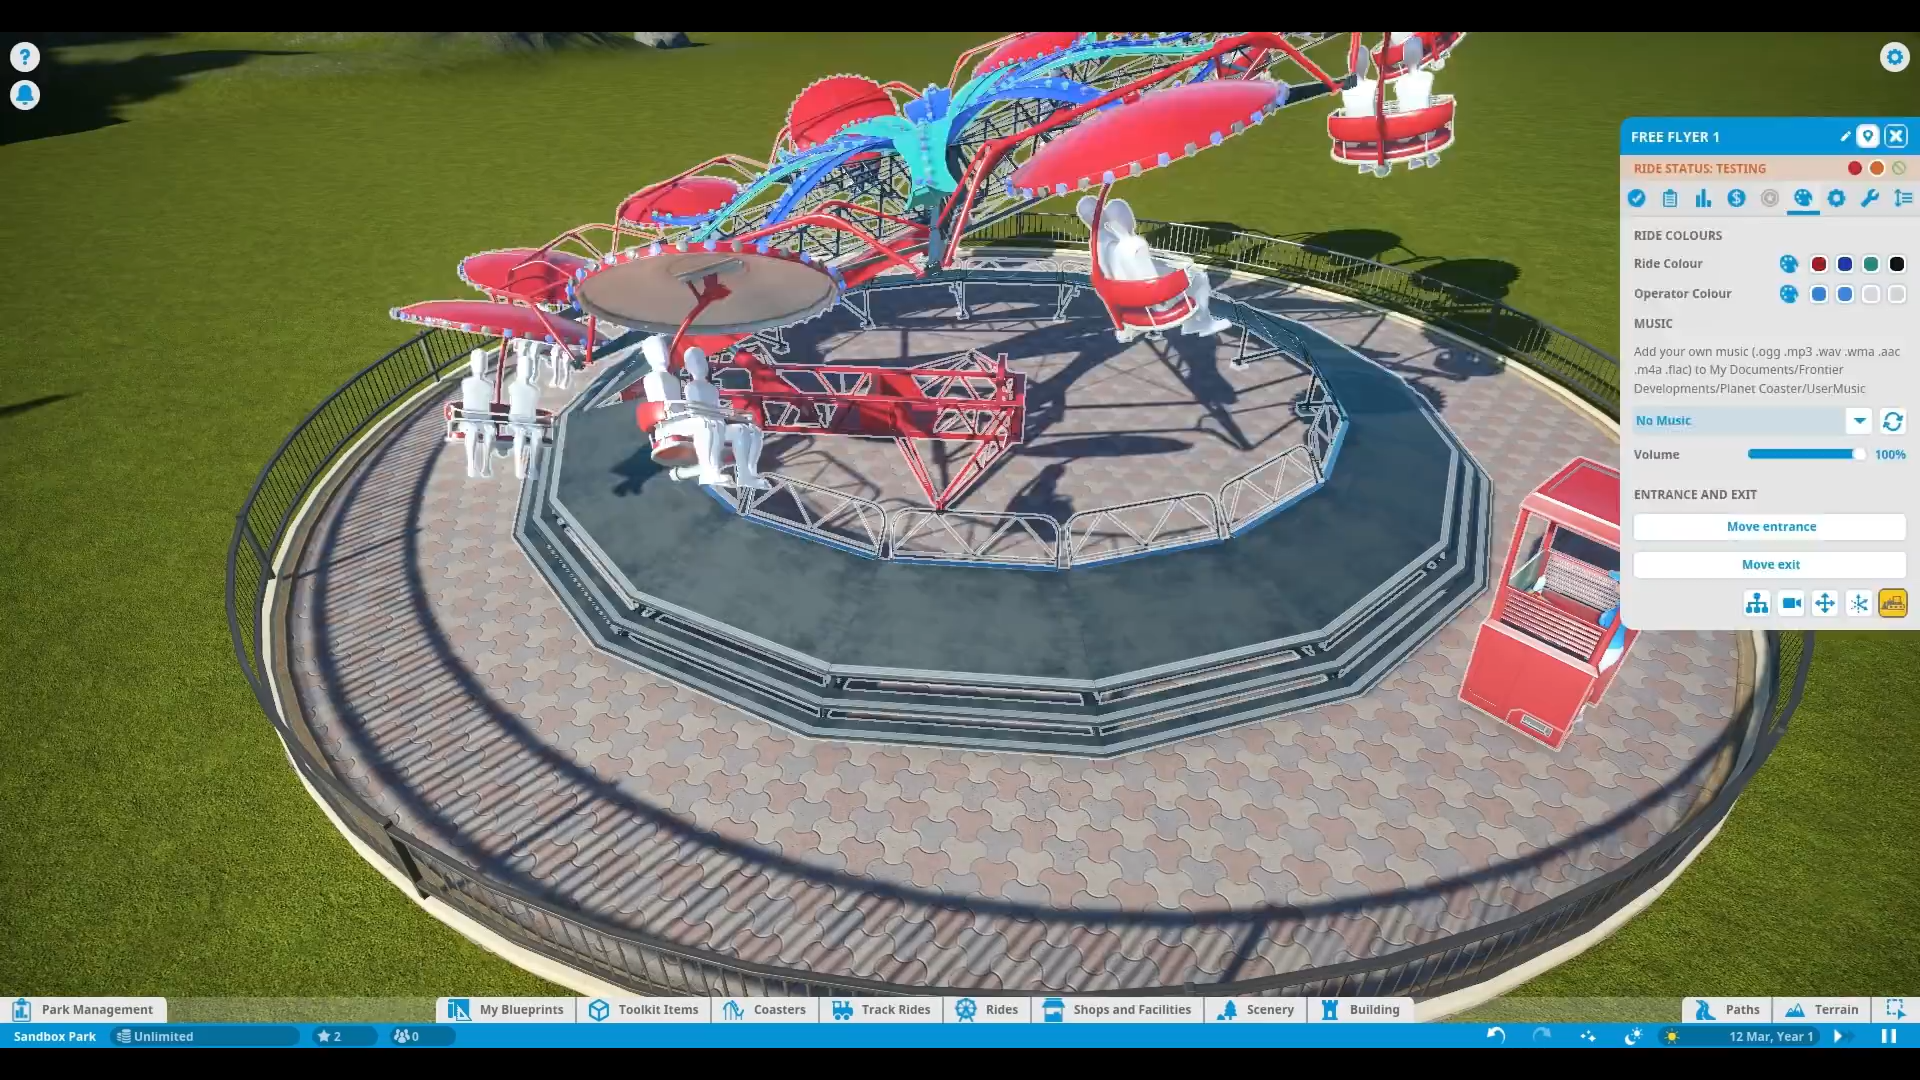 ?
FREE FLYER 1
RIDE STATUS: TESTING
RIDE COLOURS
Ride Colour
Operator Colour
MUSIC
Add your own music (.ogg .mp3 .wav .wma .aac
.m4a .flac) to My Documents/Frontier
Developments/Planet Coaster/UserMusic
No Music
Volume 100%
ENTRANCE AND EXIT
Move entrance
Move exit
Park Management My Blueprints Toolkit Items Coasters Track Rides Rides Shops and Facilities Scenery Building Paths Terrain
Sandbox Park Unlimited 2 0 12 Mar, Year 1